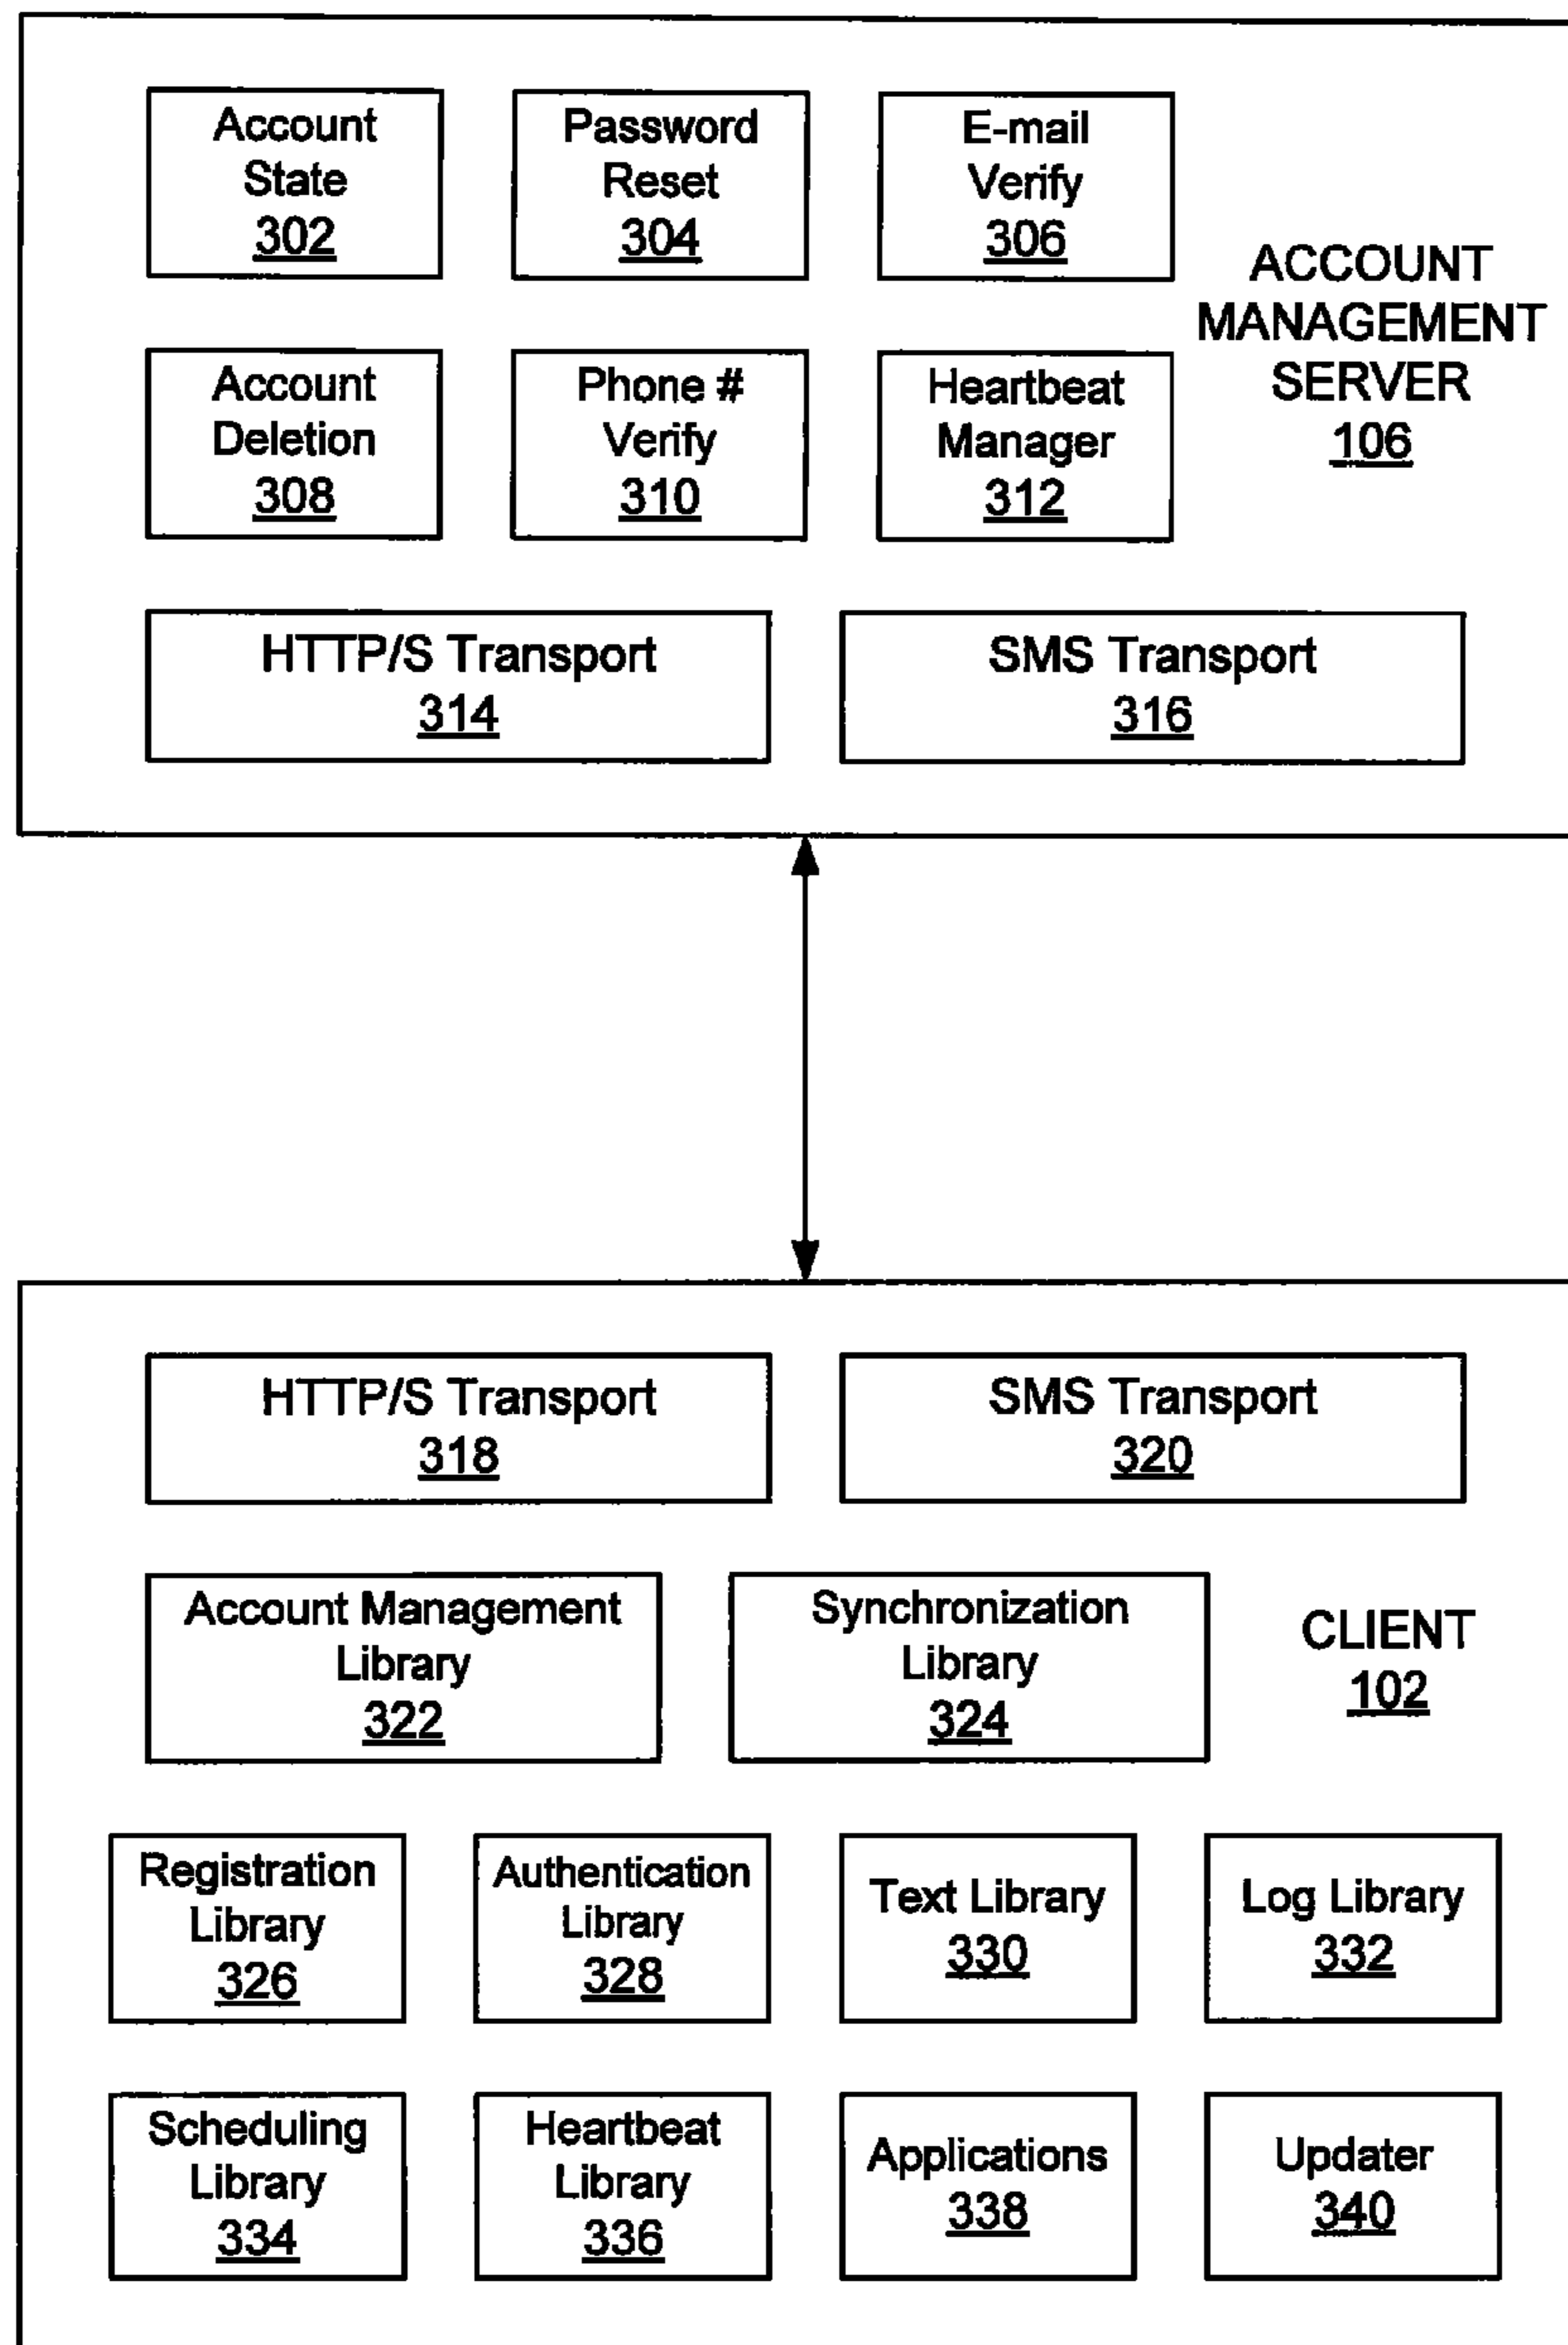 Account
State
302
Password
Reset
304
E-mail
Verify
306
ACCOUNT
MANAGEMENT
SERVER
106
Account
Deletion
308
Phone #
Verify
310
Heartbeat
Manager
312
HTTP/S Transport
314
SMS Transport
316
HTTP/S Transport
318
SMS Transport
320
Account Management
Library
322
Synchronization
Library
324
CLIENT
102
Registration
Library
326
Authentication
Library
328
Text Library
330
Log Library
332
Scheduling
Library
334
Heartbeat
Library
336
Applications
338
Updater
340